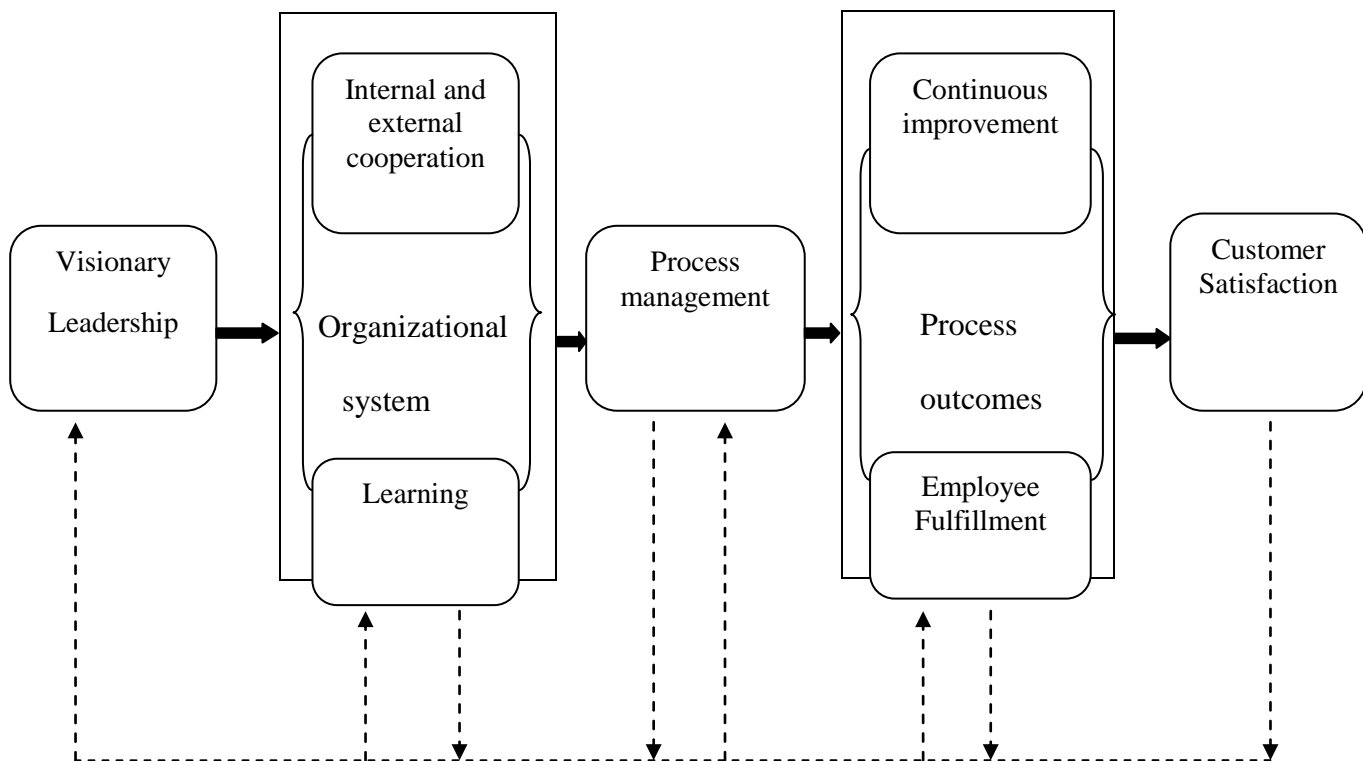 Visionary
Leadership
Internal and
external
cooperation
Organizational
system
Learning
Process
management
Continuous
improvement
Process
outcomes
Employee
Fulfillment
Customer
Satisfaction